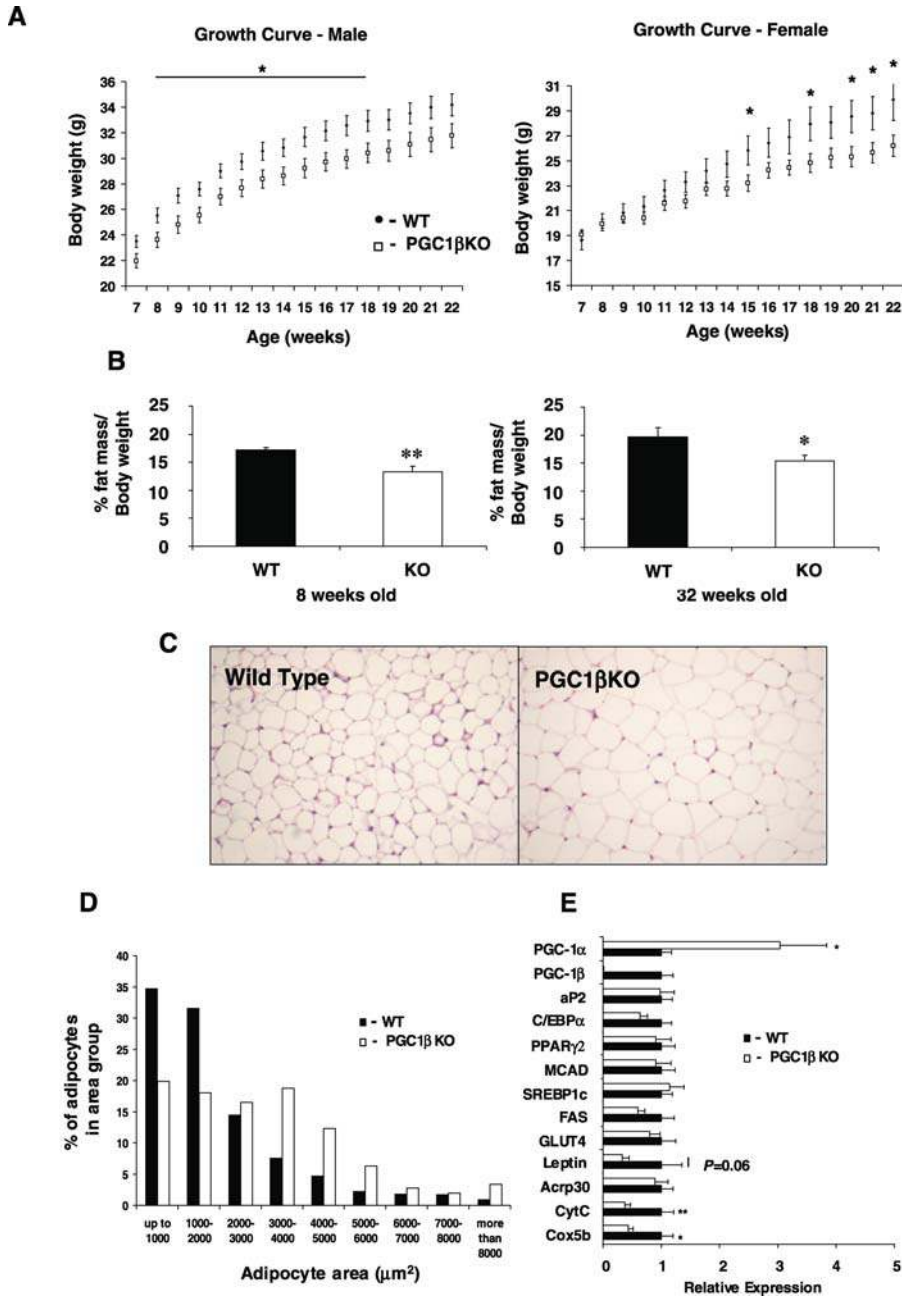 A
Growth Curve - Male
*
Body weight (g)
36
34
32
30
28
26
24
22
20
7 8 9 10 11 12 13 14 15 16 17 18 19 20 21 22
Age (weeks)
- WT
- PGC1βKO
Growth Curve - Female
* * * * *
Body weight (g)
31
29
27
25
23
21
19
17
15
7 8 9 10 11 12 13 14 15 16 17 18 19 20 21 22
Age (weeks)
B
% fat mass/
Body weight
25
20
15
10
5
0
**
WT KO
8 weeks old
% fat mass/
Body weight
25
20
15
10
5
0
*
WT KO
32 weeks old
C
Wild Type
PGC1βKO
D
% of adipocytes
in area group
40
35
30
25
20
15
10
5
0
- WT
- PGC1β KO
up to 1000
1000-2000
2000-3000
3000-4000
4000-5000
5000-6000
6000-7000
7000-8000
more than 8000
Adipocyte area (μm²)
E
PGC-1α *
PGC-1β
aP2
C/EBPα
PPARγ2
MCAD
SREBP1c
FAS
GLUT4
Leptin P=0.06
Acrp30
CytC **
Cox5b *
- WT
- PGC1β KO
0 1 2 3 4 5
Relative Expression